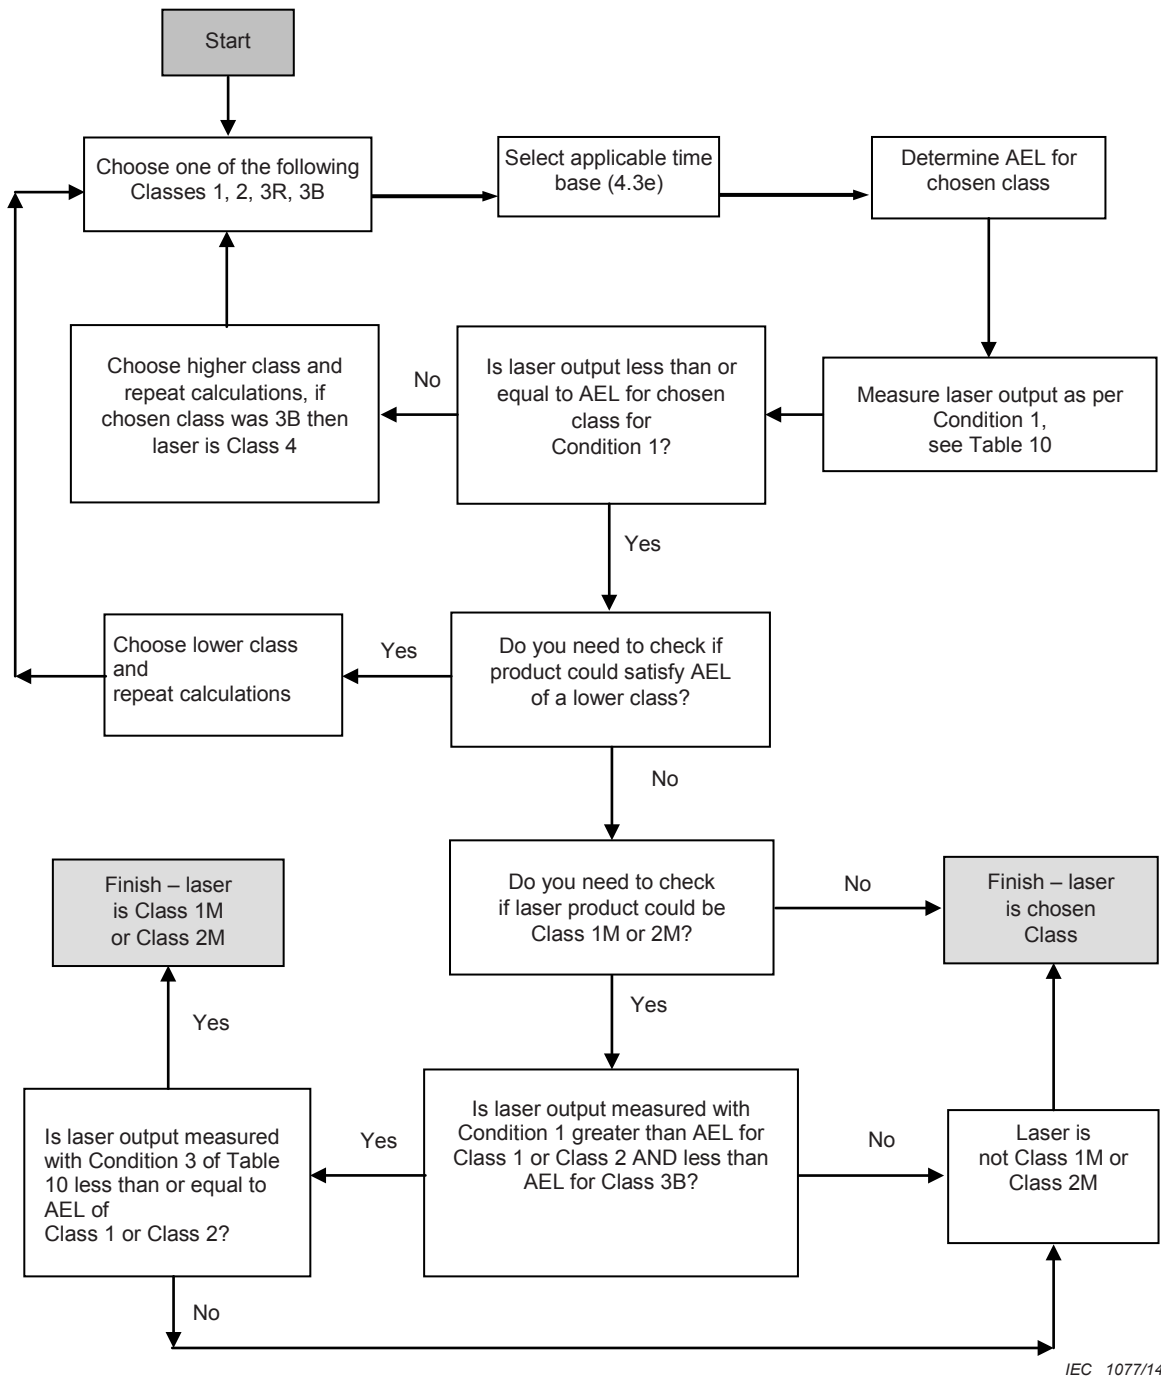 Start
Choose one of the following
Classes 1, 2, 3R, 3B
Select applicable time
base (4.3e)
Determine AEL for
chosen class
Choose higher class and
repeat calculations, if
chosen class was 3B then
laser is Class 4
No
Is laser output less than or
equal to AEL for chosen
class for
Condition 1?
Measure laser output as per
Condition 1,
see Table 10
Yes
Choose lower class
and
repeat calculations
Yes
Do you need to check if
product could satisfy AEL
of a lower class?
No
Finish – laser
is Class 1M
or Class 2M
Do you need to check
if laser product could be
Class 1M or 2M?
No
Finish – laser
is chosen
Class
Yes
Yes
Is laser output measured
with Condition 3 of Table
10 less than or equal to
AEL of
Class 1 or Class 2?
Yes
Is laser output measured with
Condition 1 greater than AEL for
Class 1 or Class 2 AND less than
AEL for Class 3B?
No
Laser is
not Class 1M or
Class 2M
No
IEC 1077/14